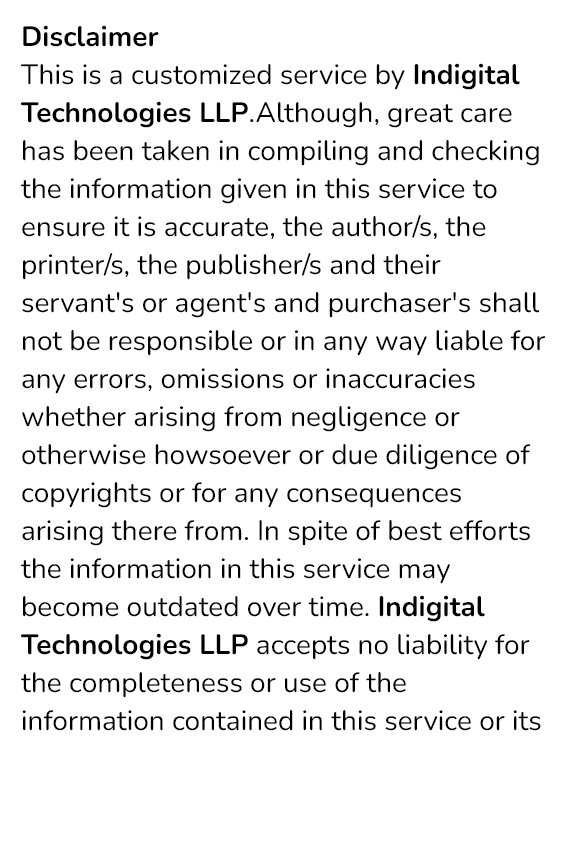 Disclaimer
This is a customized service by Indigital
Technologies LLP.Although, great care
has been taken in compiling and checking
the information given in this service to
ensure it is accurate, the author/s, the
printer/s, the publisher/s and their
servant's or agent's and purchaser's shall
not be responsible or in any way liable for
any errors, omissions or inaccuracies
whether arising from negligence or
otherwise howsoever or due diligence of
copyrights or for any consequences
arising there from. In spite of best efforts
the information in this service may
become outdated over time. Indigital
Technologies LLP accepts no liability for
the completeness or use of the
information contained in this service or its